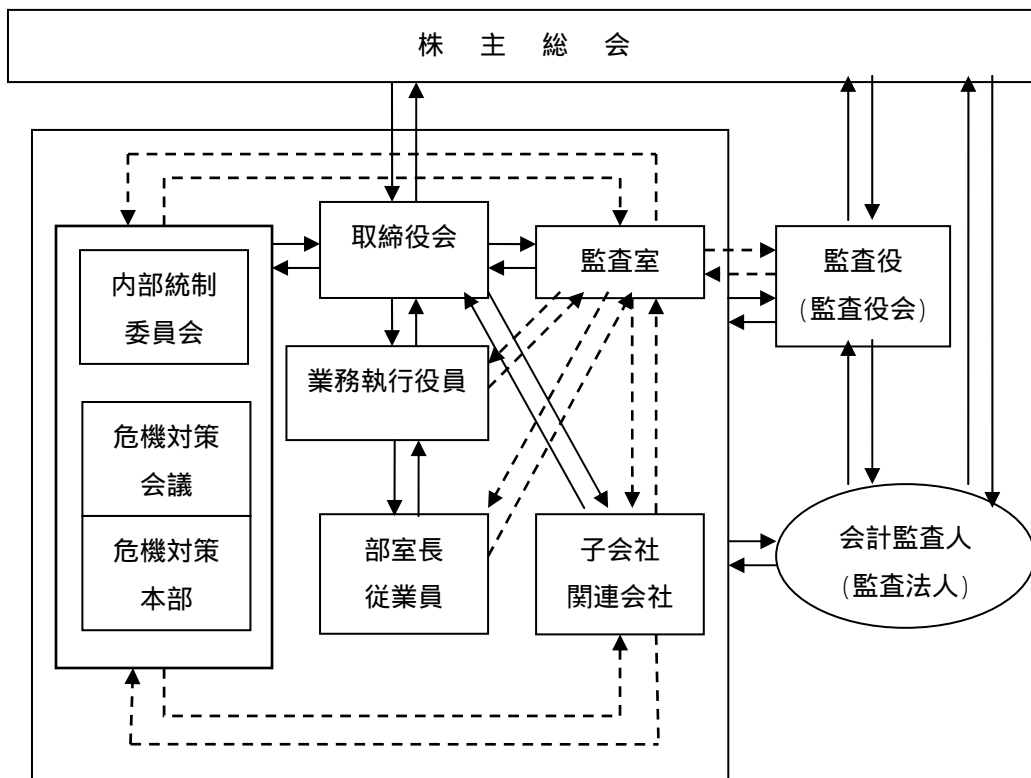 株主総会
取締役会
監査室
監査役
(監査役会)
内部統制
委員会
業務執行役員
危機対策
会議
危機対策
本部
部室長
従業員
子会社
関連会社
会計監査人
(監査法人)